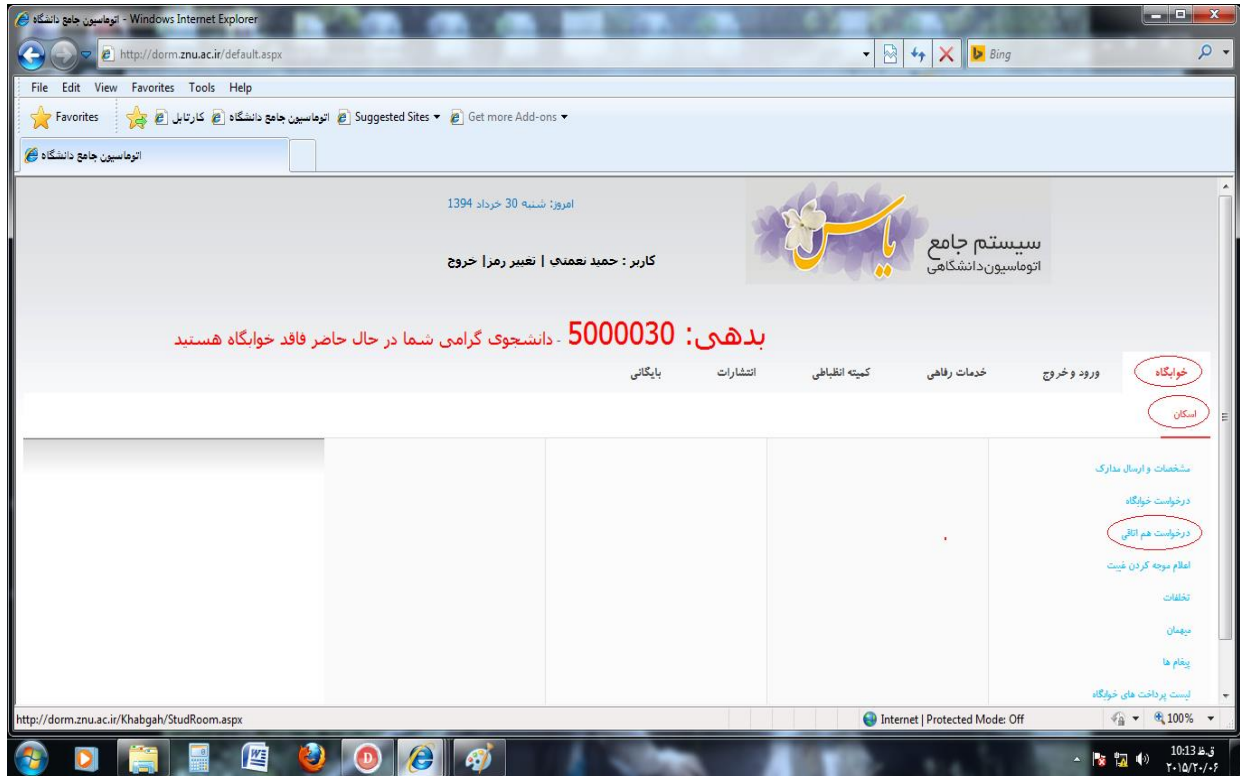 اتوماسیون جامع دانشگاه - Windows Internet Explorer
http://dorm.znu.ac.ir/default.aspx
Bing
File Edit View Favorites Tools Help
Favorites
کارتابل
اتوماسیون جامع دانشگاه
Suggested Sites
Get more Add-ons
اتوماسیون جامع دانشگاه
امروز: شنبه 30 خرداد 1394
یاس
سیستم جامع
اتوماسیون دانشگاهی
کاربر : حمید نعمتي | تغییر رمز| خروج
بدهی: 5000030 - دانشجوی گرامی شما در حال حاضر فاقد خوابگاه هستید
خوابگاه ورود و خروج خدمات رفاهی کمیته انظباطی انتشارات بایگانی
اسکان
مشخصات و ارسال مدارک
درخواست خوابگاه
درخواست هم اتاقی
اعلام موجه کردن غیبت
تخلفات
میهمان
پیغام ها
لیست پرداخت های خوابگاه
http://dorm.znu.ac.ir/Khabgah/StudRoom.aspx
Internet | Protected Mode: Off
100%
10:13 ق.ظ